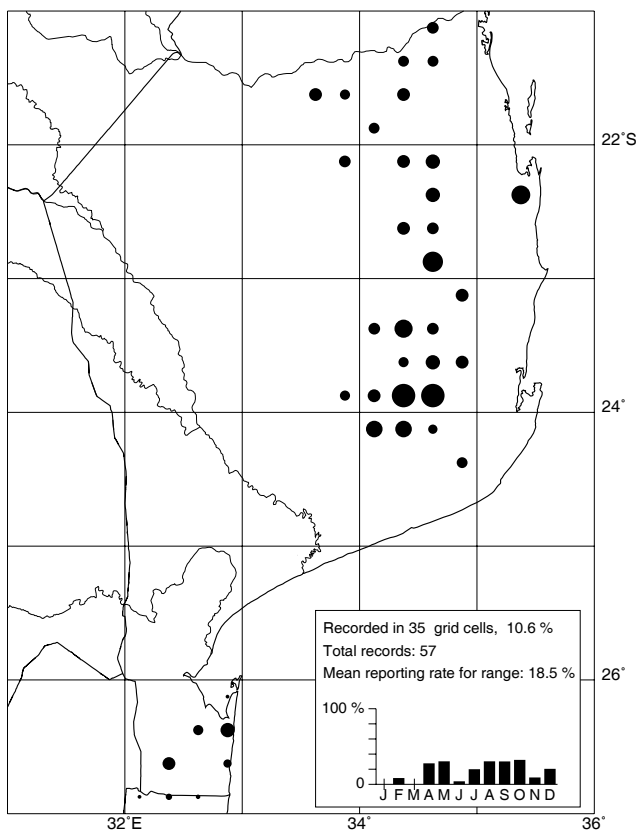 22˚S
24˚
Recorded in 35 grid cells, 10.6 %
Total records: 57
Mean reporting rate for range: 18.5 %
26˚
100 %
0
J F M A M J J A S O N D
32˚E
34˚
36˚